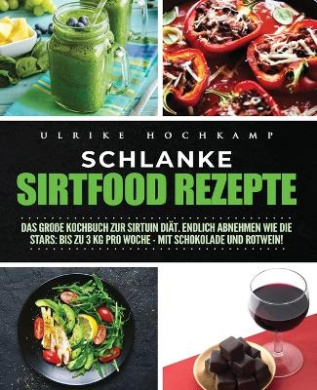 ULRIKE HOCHKAMP
SCHLANKE
SIRTFOOD REZEPTE
DAS GROßE KOCHBUCH ZUR SIRTUIN DIÄT. ENDLICH ABNEHMEN WIE DIE
STARS: BIS ZU 3 KG PRO WOCHE - MIT SCHOKOLADE UND ROTWEIN!